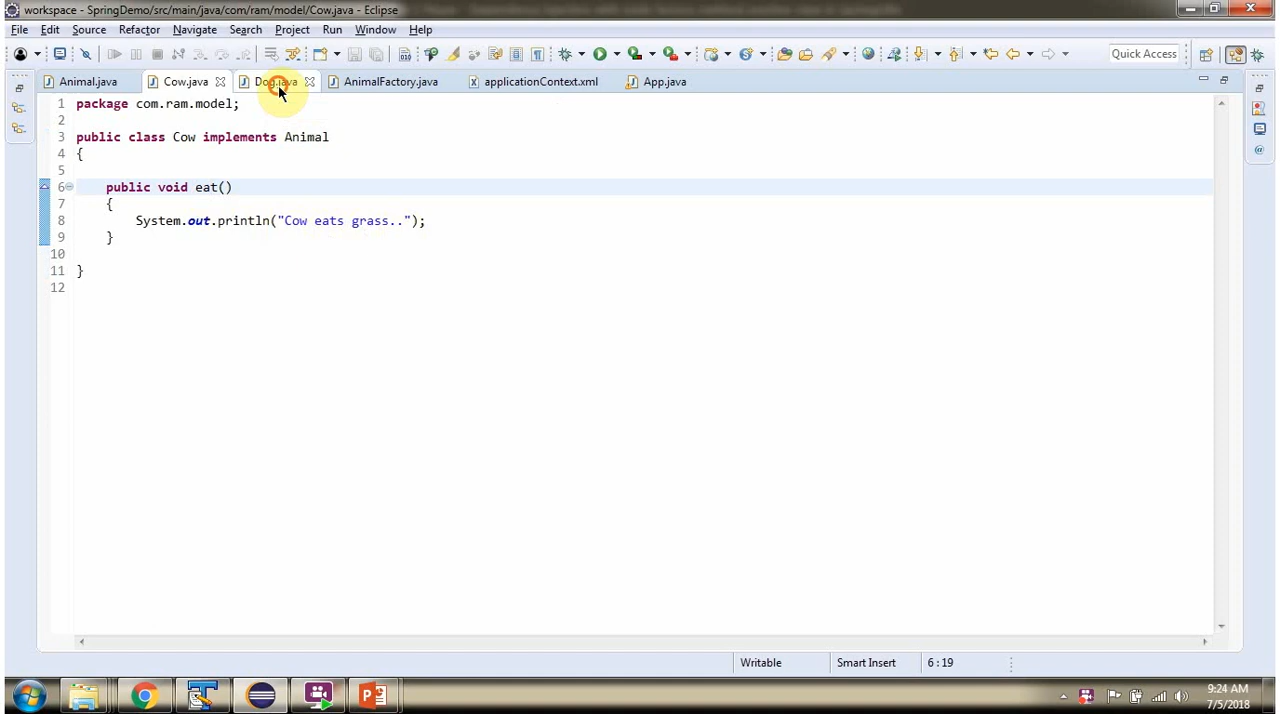 workspace - SpringDemo/src/main/java/com/ram/model/Cow.java - Eclipse
File Edit Source Refactor Navigate Search Project Run Window Help
Quick Access
Animal.java Cow.java Dog.java AnimalFactory.java applicationContext.xml App.java
1 package com.ram.model;
2
3 public class Cow implements Animal
4 {
5
6 public void eat()
7 {
8 System.out.println("Cow eats grass..");
9 }
10
11 }
12
Writable Smart Insert 6 : 19
9:24 AM
7/5/2018